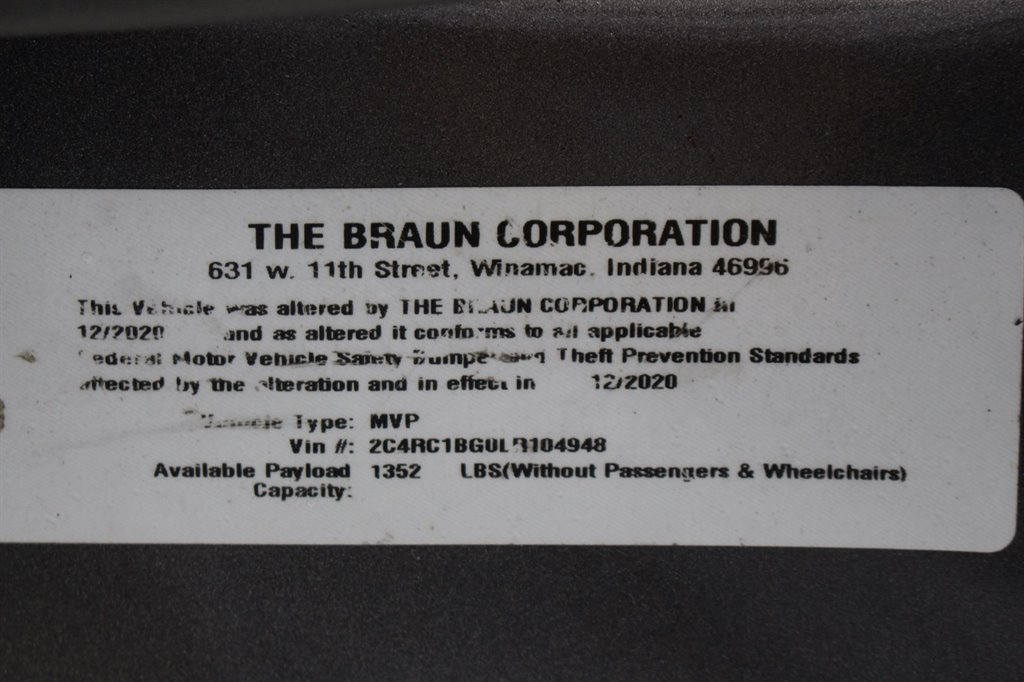 THE BRAUN CORPORATION
631 w. 11th Street, Winamac, Indiana 46996
This Vehicle was altered by THE BRAUN CORPORATION in
12/2020 and as altered it conforms to all applicable
Federal Motor Vehicle Safety Bumper and Theft Prevention Standards
affected by the alteration and in effect in 12/2020
Vehicle Type: MVP
Vin #:
Available Payload 1352 LBS(Without Passengers & Wheelchairs)
Capacity: